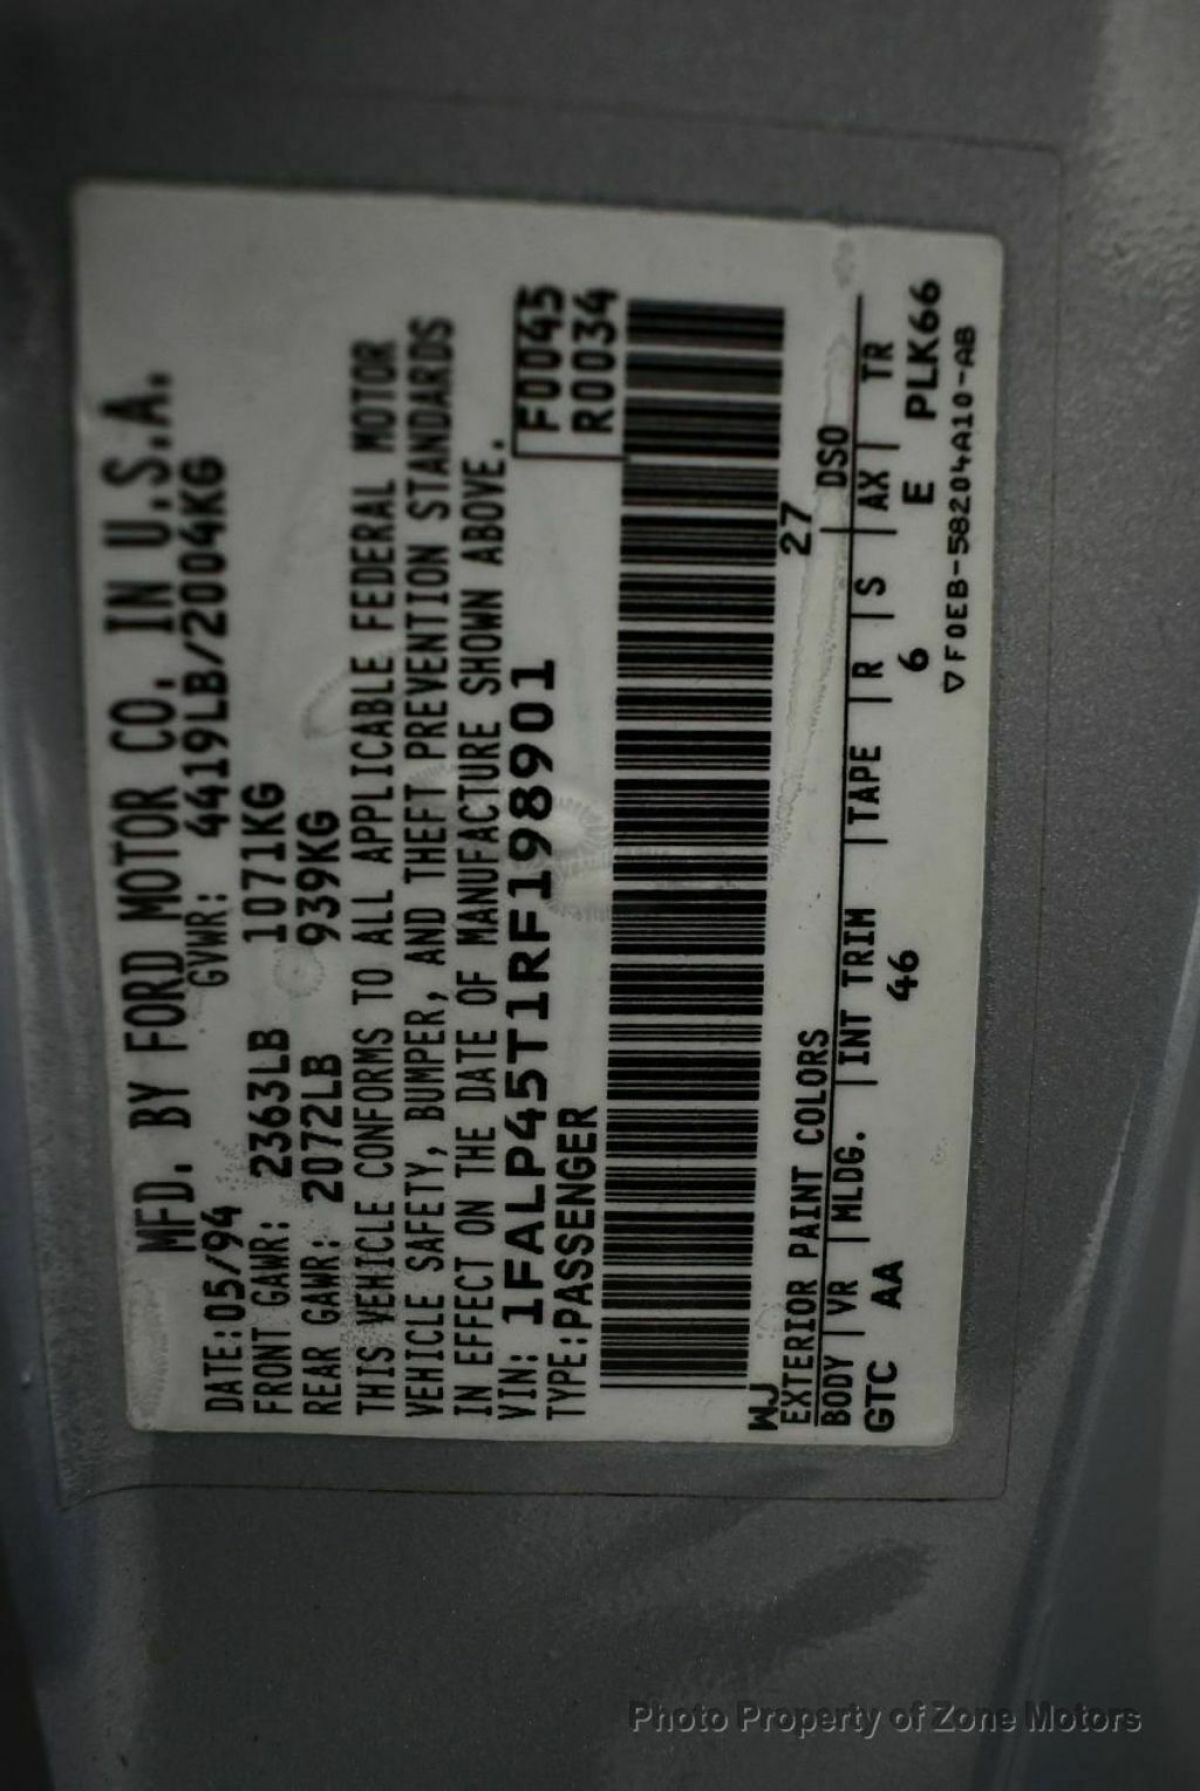 MFD. BY FORD MOTOR CO. IN U.S.A.
DATE:05/94 GVWR: 4419LB/2004KG
FRONT GAWR: 2363LB 1071KG
REAR GAWR: 2072LB 939KG
THIS VEHICLE CONFORMS TO ALL APPLICABLE FEDERAL MOTOR
VEHICLE SAFETY, BUMPER, AND THEFT PREVENTION STANDARDS
IN EFFECT ON THE DATE OF MANUFACTURE SHOWN ABOVE.
VIN: 1FALP45T1RF198901
TYPE:PASSENGER
F0045
R0034
WJ 27
EXTERIOR PAINT COLORS DSO
BODY | VR | MLDG. | INT TRIM | TAPE | R | S | AX | TR
GTC AA 46 6 E PLK66
▽F0EB-58204A10-AB
Photo Property of Zone Motors